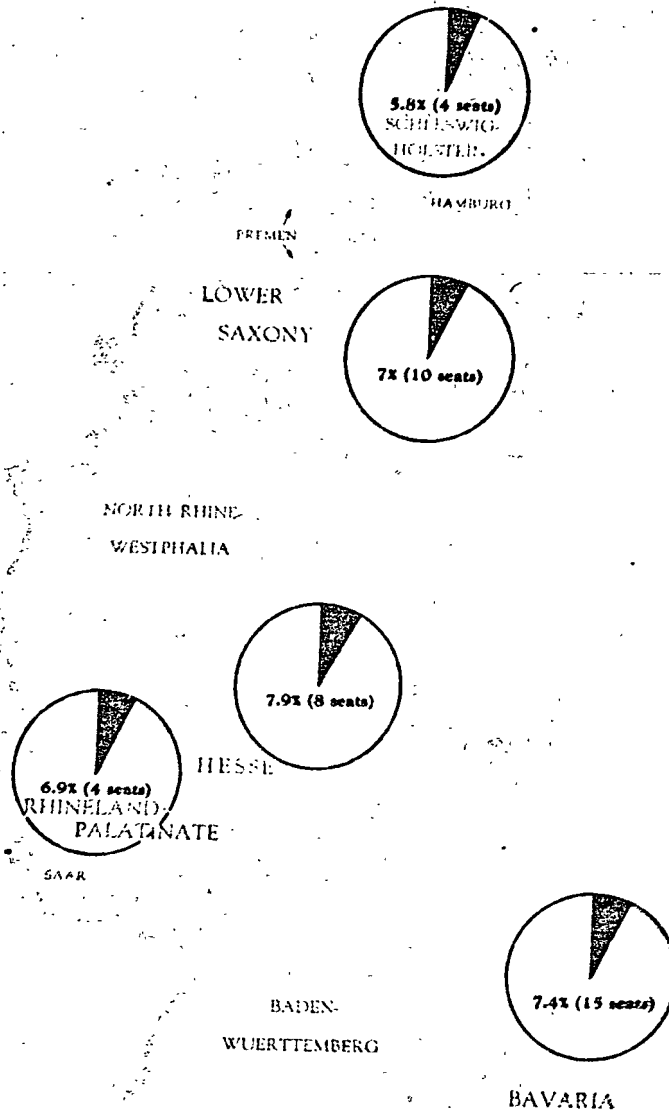 5.8% (4 seats)
SCHLESWIG-
HOLSTEIN
HAMBURG
BREMEN
LOWER
SAXONY
7% (10 seats)
NORTH RHINE-
WESTPHALIA
7.9% (8 seats)
HESSE
6.9% (4 seats)
RHINELAND-
PALATINATE
SAAR
7.4% (15 seats)
BADEN-
WUERTTEMBERG
BAVARIA